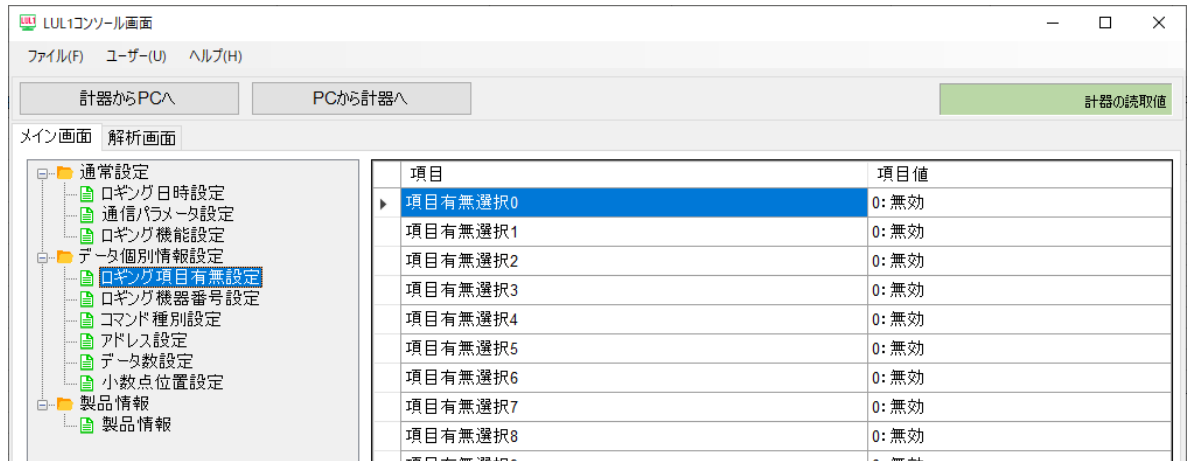 LUL1コンソール画面
ファイル(F) ユーザー(U) ヘルプ(H)
計器からPCへ PCから計器へ 計器の読取値
メイン画面 解析画面
通常設定
ロギング日時設定
通信パラメータ設定
ロギング機能設定
データ個別情報設定
ロギング項目有無設定
ロギング機器番号設定
コマンド種別設定
アドレス設定
データ数設定
小数点位置設定
製品情報
製品情報
項目 項目値
項目有無選択0 0:無効
項目有無選択1 0:無効
項目有無選択2 0:無効
項目有無選択3 0:無効
項目有無選択4 0:無効
項目有無選択5 0:無効
項目有無選択6 0:無効
項目有無選択7 0:無効
項目有無選択8 0:無効